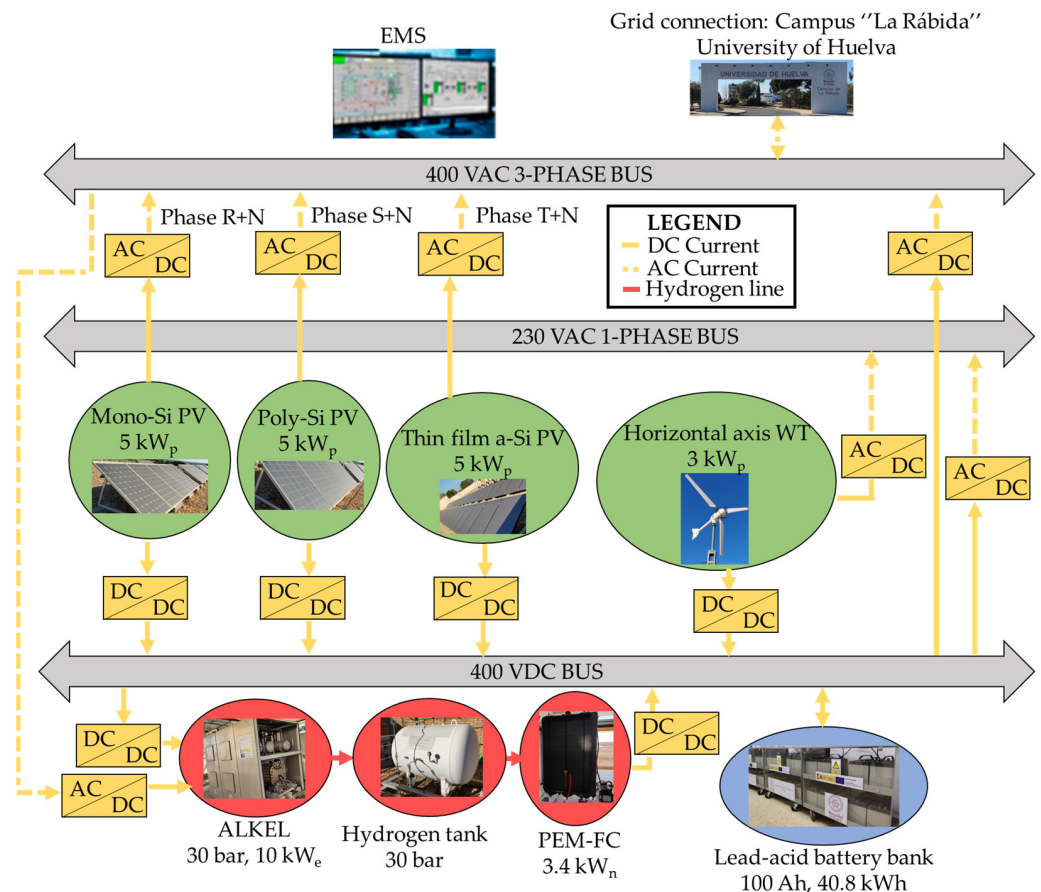 EMS
Grid connection: Campus ‘’La Rábida’’
University of Huelva
UNIVERSIDAD DE HUELVA
Campus de
La Rábida
400 VAC 3-PHASE BUS
Phase R+N
Phase S+N
Phase T+N
AC
DC
AC
DC
AC
DC
AC
DC
LEGEND
DC Current
AC Current
Hydrogen line
230 VAC 1-PHASE BUS
Mono-Si PV
5 kWp
Poly-Si PV
5 kWp
Thin film a-Si PV
5 kWp
Horizontal axis WT
3 kWp
AC
DC
AC
DC
DC
DC
DC
DC
DC
DC
DC
DC
400 VDC BUS
DC
DC
AC
DC
DC
DC
ALKEL
30 bar, 10 kWe
Hydrogen tank
30 bar
PEM-FC
3.4 kWn
Lead-acid battery bank
100 Ah, 40.8 kWh